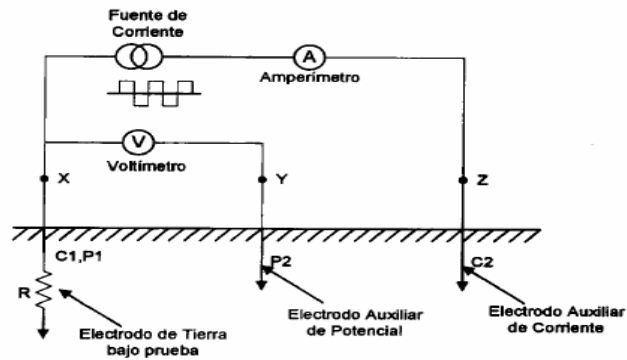 Fuente de
Corriente
A
Amperímetro
V
Voltímetro
X
Y
Z
C1,P1
P2
C2
R
Electrodo de Tierra
bajo prueba
Electrodo Auxiliar
de Potencial
Electrodo Auxiliar
de Corriente